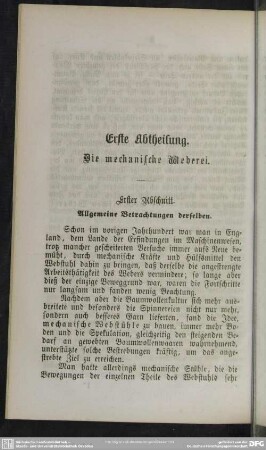 Erste Abtheilung.
Die mechanische Weberei.
Erster Abschnitt.
Allgemeine Betrachtungen derselben.
Schon im vorigen Jahrhundert war man in Eng-
land, dem Lande der Erfindungen im Maschinenwesen,
trotz mancher gescheiterten Versuche immer aufs Neue be-
müht, durch mechanische Kräfte und Hülfsmittel den
Webstuhl dahin zu bringen, daß derselbe die angestrengte
Arbeitsthätigkeit des Webers vermindere, so lange aber
dieß der einzige Beweggrund war, waren die Fortschritte
nur langsam und fanden wenig Beachtung.
Nachdem aber die Baumwollenkultur sich mehr aus-
breitete und besonders die Spinnereien nicht nur mehr,
sondern auch besseres Garn lieferten, fand die Idee,
mechanische Webstühle zu bauen, immer mehr Bo-
den und die Spekulation, gleichzeitig den steigenden Be-
darf an gewebten Baumwollenwaaren wahrnehmend,
unterstützte solche Bestrebungen kräftig, um das ange-
strebte Ziel zu erreichen.
Man hatte allerdings mechanische Stühle, die die
Bewegungen der einzelnen Theile des Webstuhls sehr